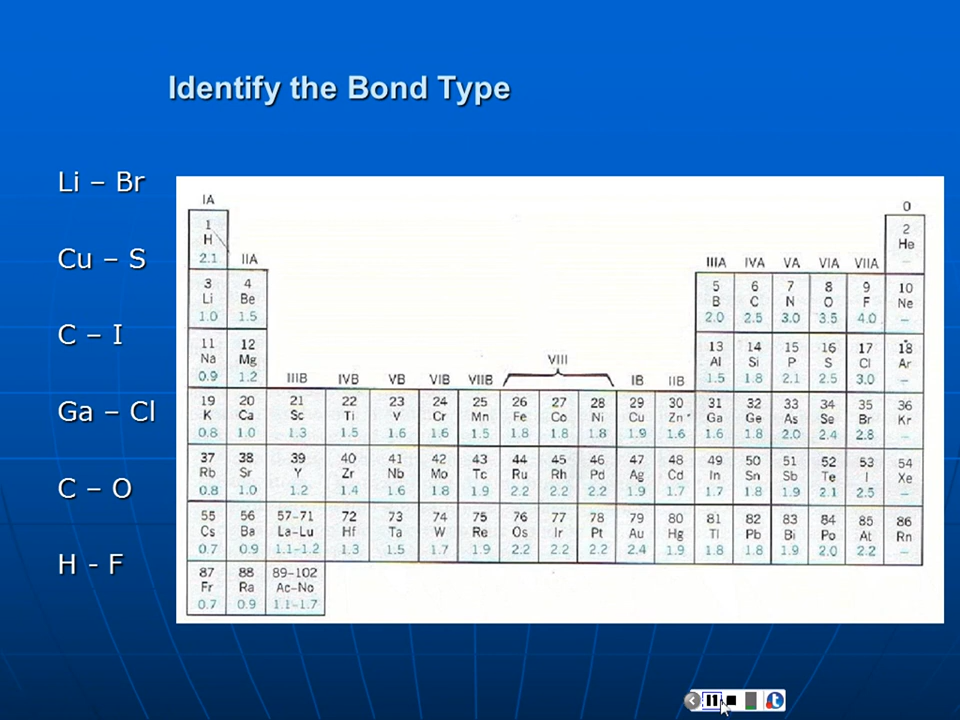 Identify the Bond Type
Li – Br
Cu – S
C – I
Ga – Cl
C – O
H - F
IA 0
1 2
H He
2.1 –
IIA IIIA IVA VA VIA VIIA
3 4 5 6 7 8 9 10
Li Be B C N O F Ne
1.0 1.5 2.0 2.5 3.0 3.5 4.0 –
11 12 13 14 15 16 17 18
Na Mg Al Si P S Cl Ar
0.9 1.2 1.5 1.8 2.1 2.5 3.0 –
IIIB IVB VB VIB VIIB VIII IB IIB
19 20 21 22 23 24 25 26 27 28 29 30 31 32 33 34 35 36
K Ca Sc Ti V Cr Mn Fe Co Ni Cu Zn Ga Ge As Se Br Kr
0.8 1.0 1.3 1.5 1.6 1.6 1.5 1.8 1.8 1.8 1.9 1.6 1.6 1.8 2.0 2.4 2.8 –
37 38 39 40 41 42 43 44 45 46 47 48 49 50 51 52 53 54
Rb Sr Y Zr Nb Mo Tc Ru Rh Pd Ag Cd In Sn Sb Te I Xe
0.8 1.0 1.2 1.4 1.6 1.8 1.9 2.2 2.2 2.2 1.9 1.7 1.7 1.8 1.9 2.1 2.5 –
55 56 57–71 72 73 74 75 76 77 78 79 80 81 82 83 84 85 86
Cs Ba La–Lu Hf Ta W Re Os Ir Pt Au Hg Tl Pb Bi Po At Rn
0.7 0.9 1.1–1.2 1.3 1.5 1.7 1.9 2.2 2.2 2.2 2.4 1.9 1.8 1.8 1.9 2.0 2.2 –
87 88 89–102
Fr Ra Ac–No
0.7 0.9 1.1–1.7